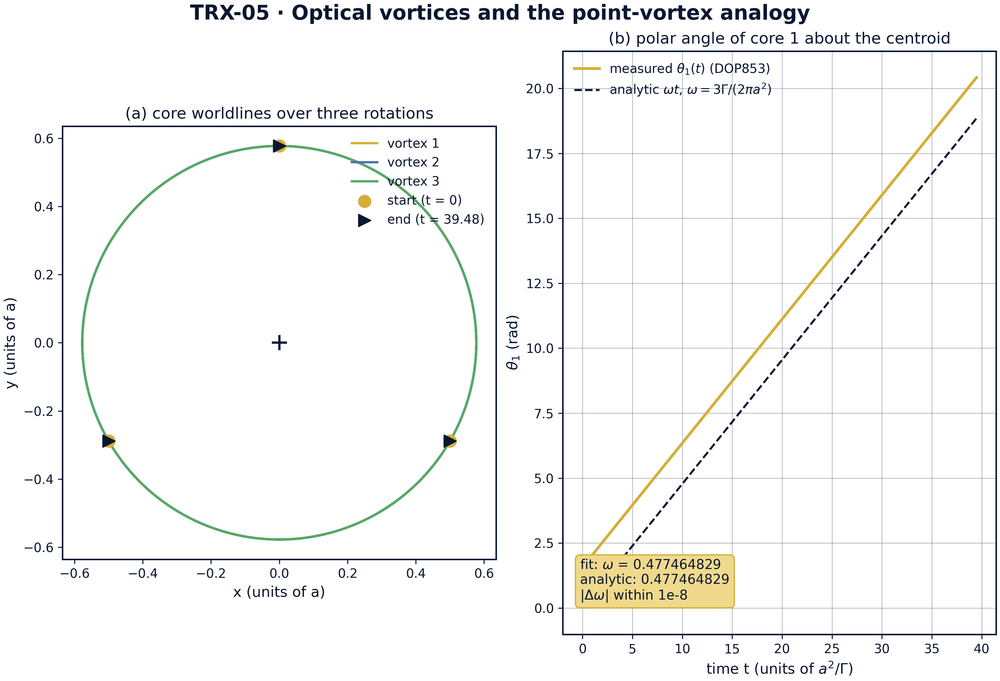 TRX-05 · Optical vortices and the point-vortex analogy
(a) core worldlines over three rotations
vortex 1
vortex 2
vortex 3
start (t = 0)
end (t = 39.48)
0.6
0.4
0.2
0.0
−0.2
−0.4
−0.6
y (units of a)
−0.6 −0.4 −0.2 0.0 0.2 0.4 0.6
x (units of a)
(b) polar angle of core 1 about the centroid
measured θ₁(t) (DOP853)
analytic ωt, ω = 3Γ/(2πa²)
20.0
17.5
15.0
12.5
10.0
7.5
5.0
2.5
0.0
θ₁ (rad)
fit: ω = 0.477464829
analytic: 0.477464829
|Δω| within 1e-8
0 5 10 15 20 25 30 35 40
time t (units of a²/Γ)